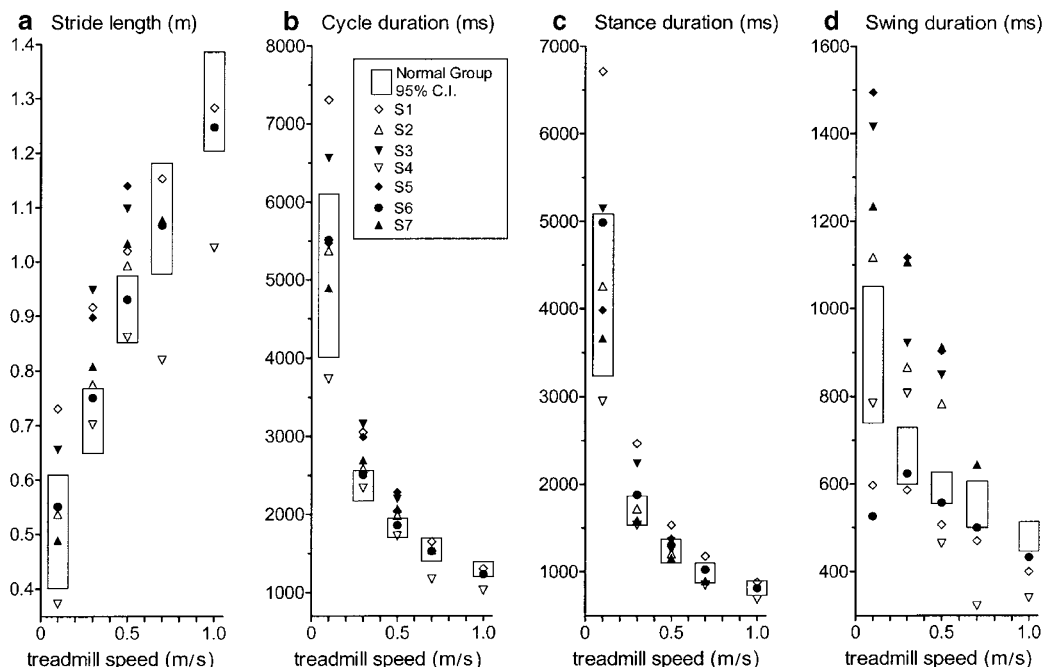 a Stride length (m)
1.4
1.3
1.2
1.1
1.0
0.9
0.8
0.7
0.6
0.5
0.4
0 0.5 1.0
treadmill speed (m/s)
b Cycle duration (ms)
8000
7000
6000
5000
4000
3000
2000
1000
0 0.5 1.0
treadmill speed (m/s)
Normal Group
95% C.I.
S1
S2
S3
S4
S5
S6
S7
c Stance duration (ms)
7000
6000
5000
4000
3000
2000
1000
0 0.5 1.0
treadmill speed (m/s)
d Swing duration (ms)
1600
1400
1200
1000
800
600
400
0 0.5 1.0
treadmill speed (m/s)